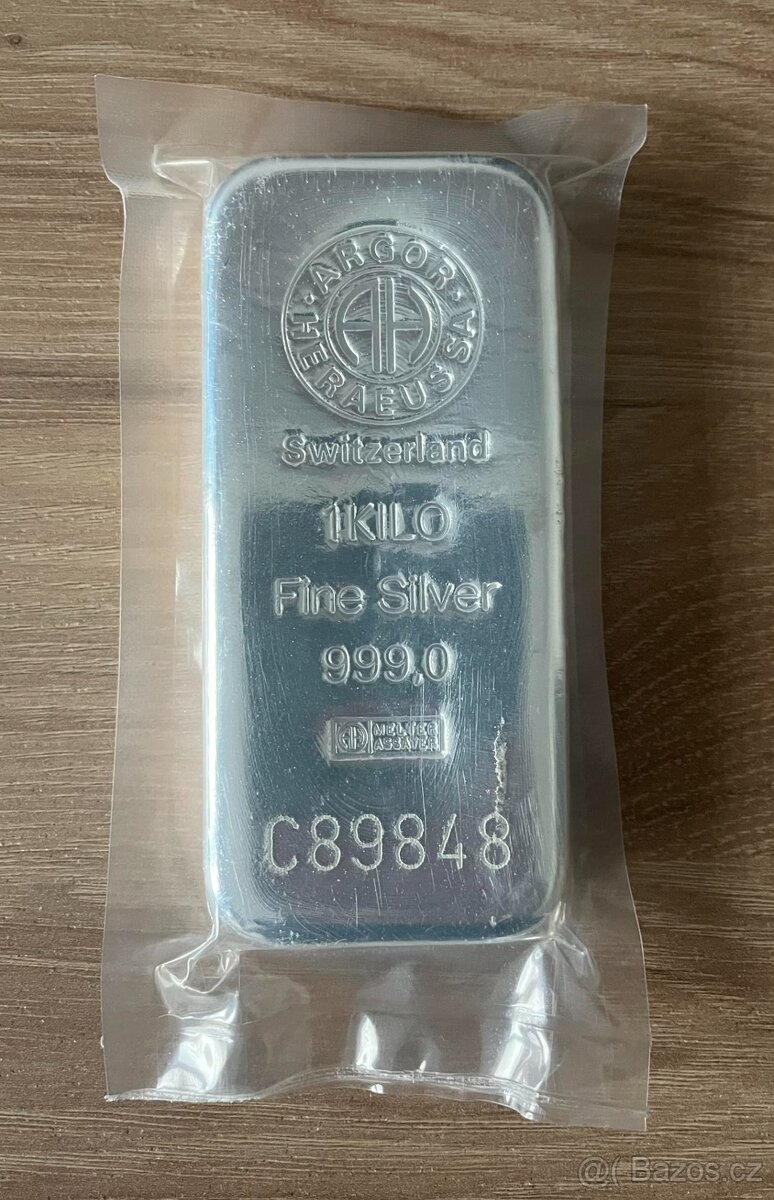 ARGOR
HERAEUS SA
Switzerland
1KILO
Fine Silver
999,0
MELTER
ASSAYER
C89848
@( Bazos.cz